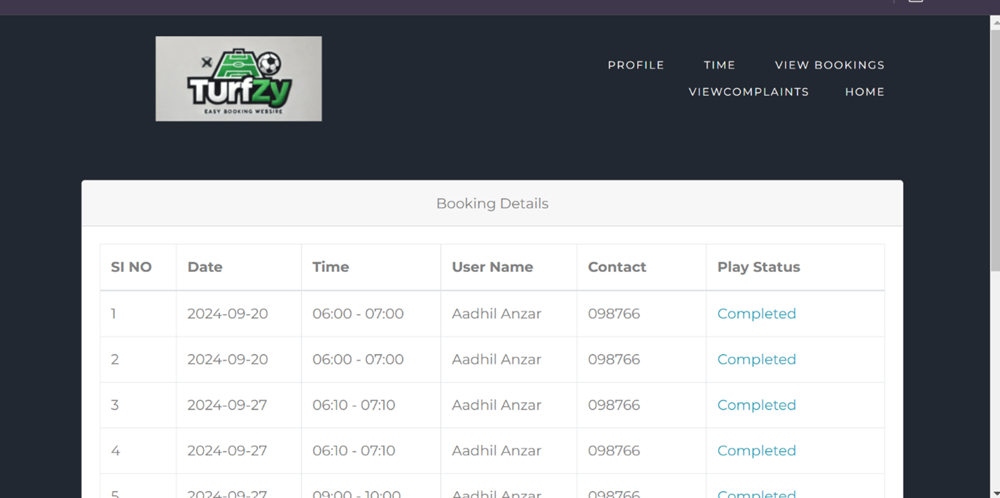 TurfZy
EASY BOOKING WEBSIRE
PROFILE TIME VIEW BOOKINGS
VIEWCOMPLAINTS HOME
Booking Details
SI NO Date Time User Name Contact Play Status
1 2024-09-20 06:00 - 07:00 Aadhil Anzar 098766 Completed
2 2024-09-20 06:00 - 07:00 Aadhil Anzar 098766 Completed
3 2024-09-27 06:10 - 07:10 Aadhil Anzar 098766 Completed
4 2024-09-27 06:10 - 07:10 Aadhil Anzar 098766 Completed
5 2024-09-27 09:00 - 10:00 Aadhil Anzar 098766 Completed